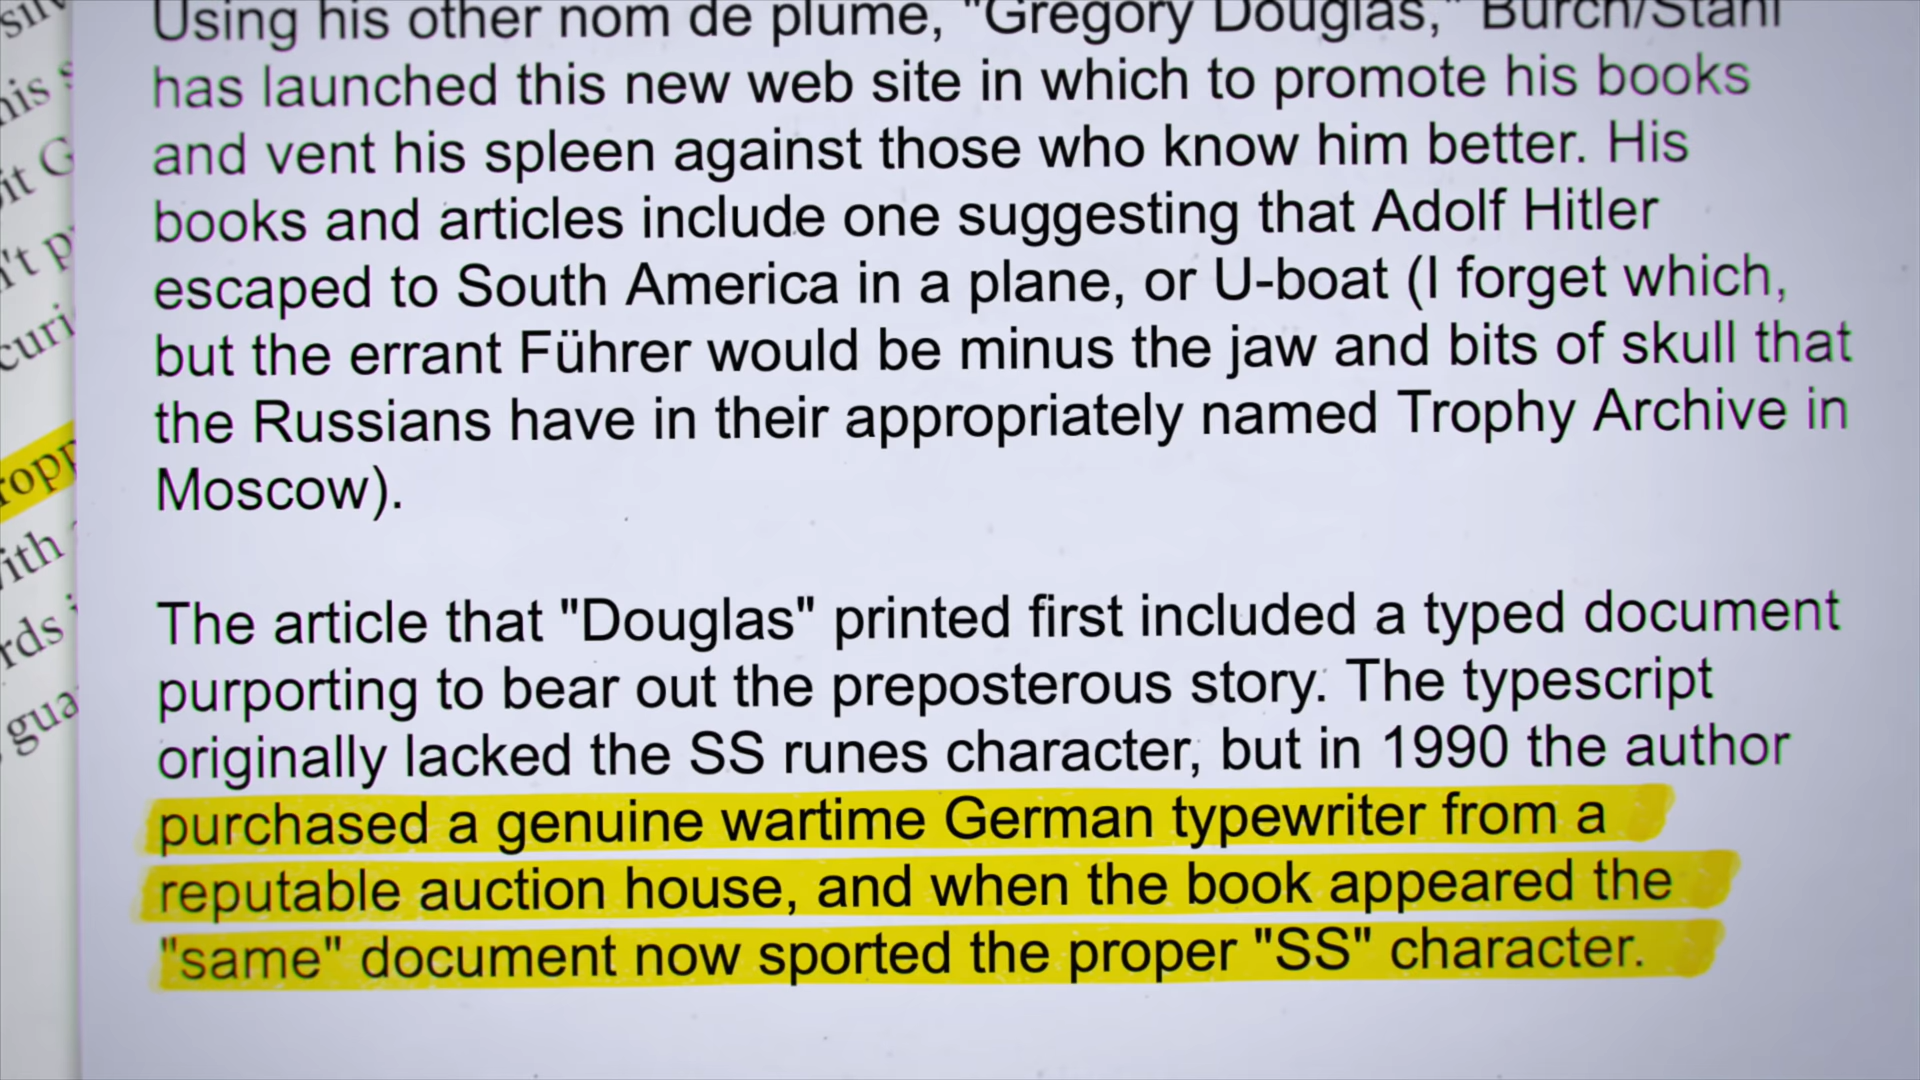 Using his other nom de plume, "Gregory Douglas," Burch/Stahl
has launched this new web site in which to promote his books
and vent his spleen against those who know him better. His
books and articles include one suggesting that Adolf Hitler
escaped to South America in a plane, or U-boat (I forget which,
but the errant Führer would be minus the jaw and bits of skull that
the Russians have in their appropriately named Trophy Archive in
Moscow).
The article that "Douglas" printed first included a typed document
purporting to bear out the preposterous story. The typescript
originally lacked the SS runes character, but in 1990 the author
purchased a genuine wartime German typewriter from a
reputable auction house, and when the book appeared the
"same" document now sported the proper "SS" character.